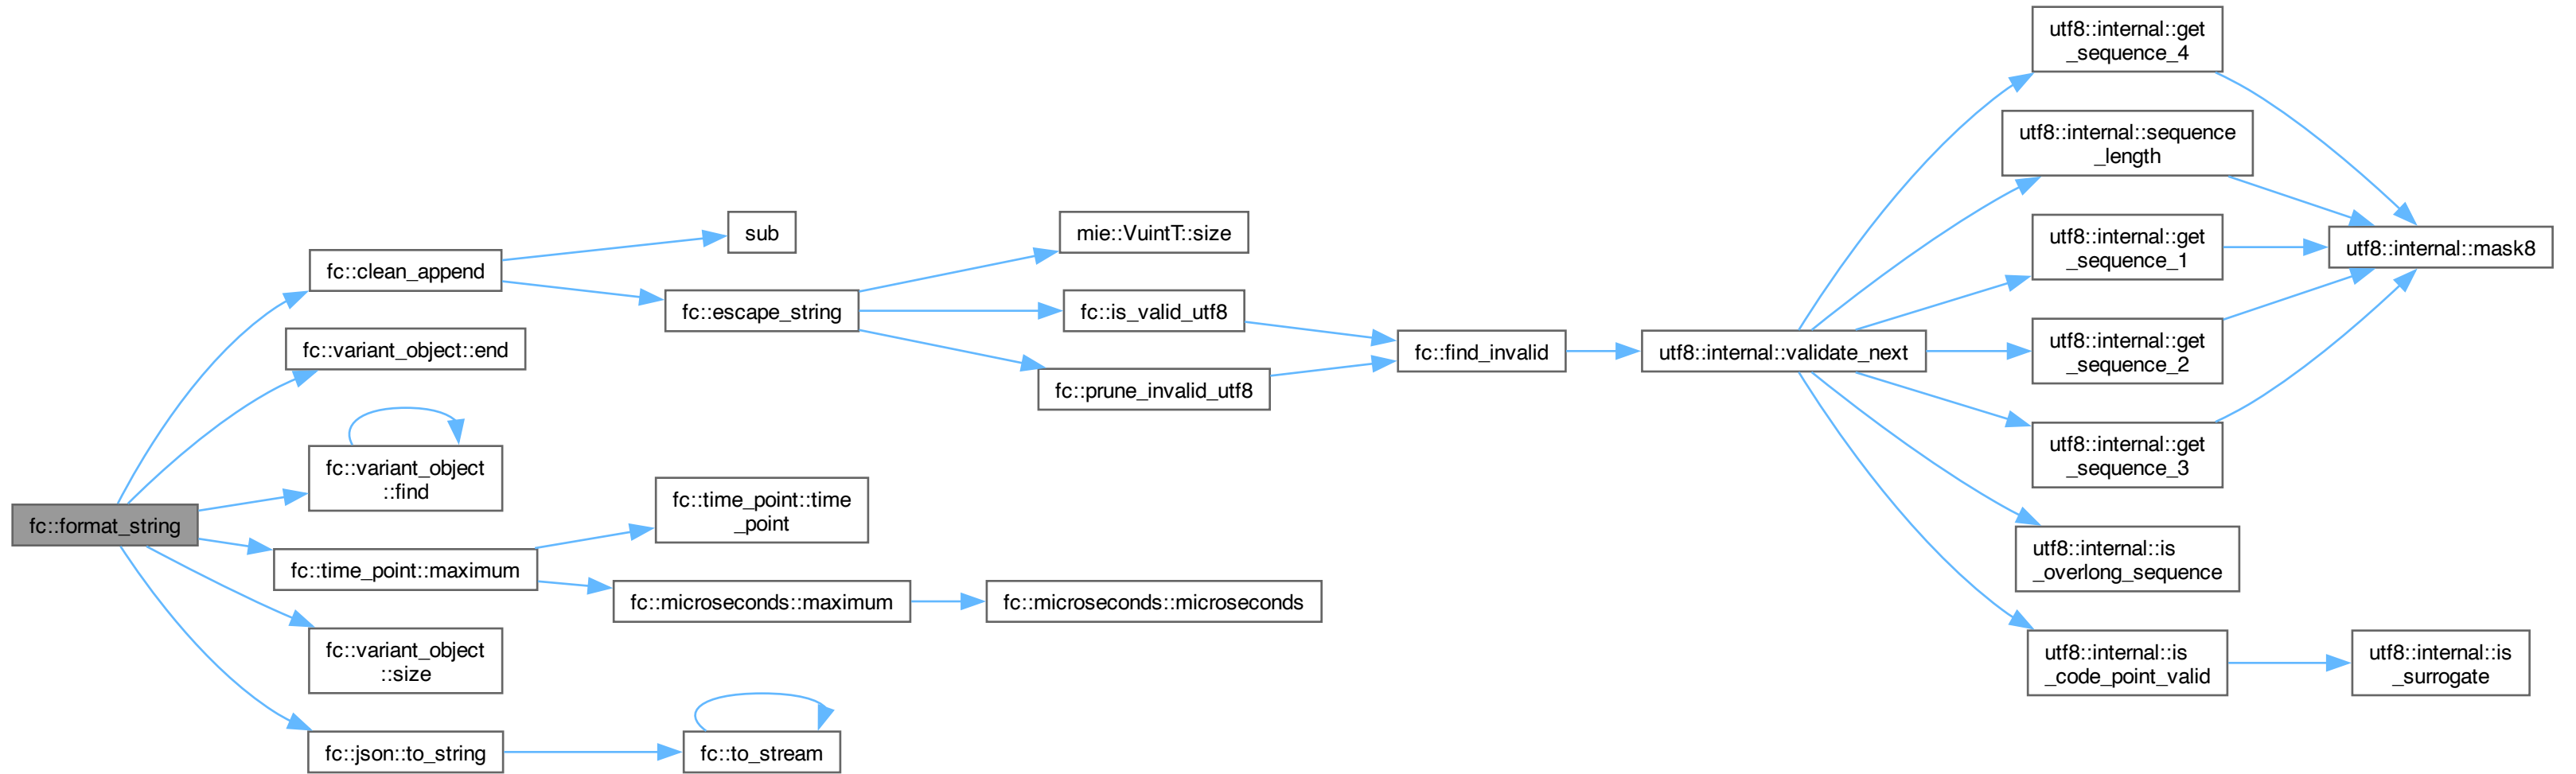 fc::format_string
fc::clean_append
fc::variant_object::end
fc::variant_object
::find
fc::time_point::maximum
fc::variant_object
::size
fc::json::to_string
sub
fc::escape_string
fc::time_point::time
_point
fc::microseconds::maximum
fc::to_stream
mie::VuintT::size
fc::is_valid_utf8
fc::prune_invalid_utf8
fc::microseconds::microseconds
fc::find_invalid
utf8::internal::validate_next
utf8::internal::get
_sequence_4
utf8::internal::sequence
_length
utf8::internal::get
_sequence_1
utf8::internal::get
_sequence_2
utf8::internal::get
_sequence_3
utf8::internal::is
_overlong_sequence
utf8::internal::is
_code_point_valid
utf8::internal::mask8
utf8::internal::is
_surrogate